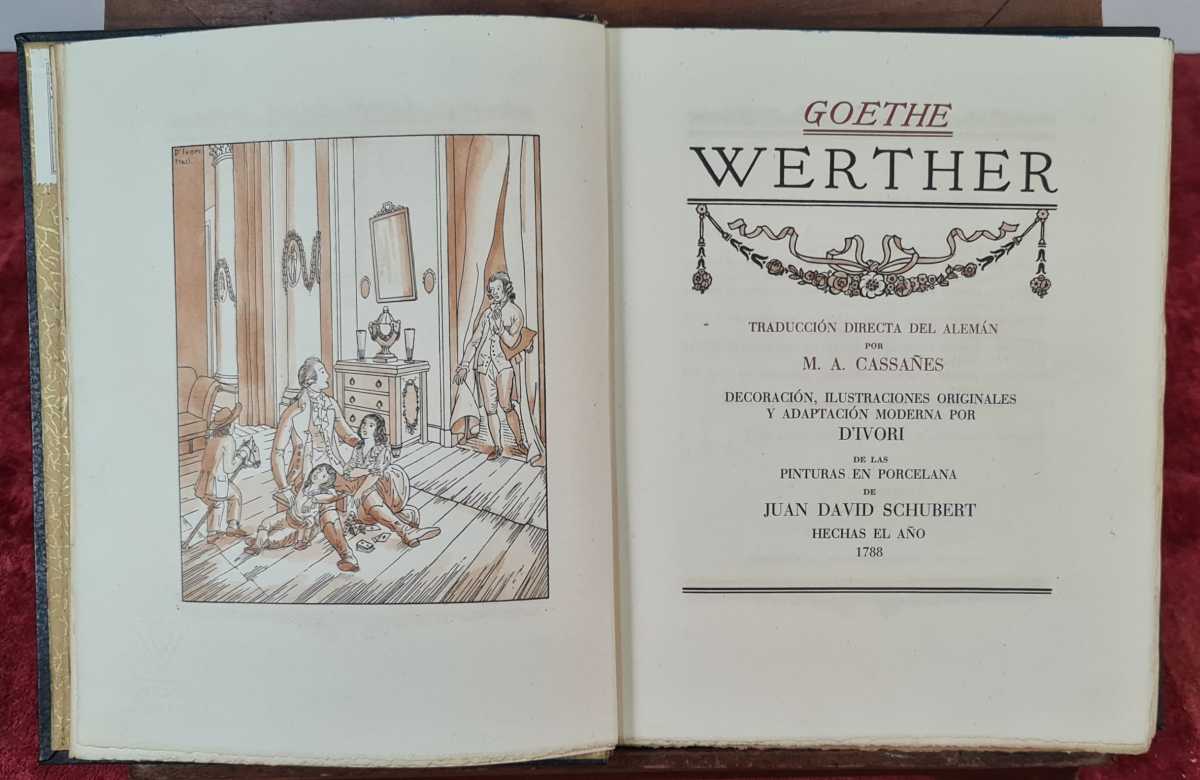 D'Ivori
GOETHE
WERTHER
TRADUCCIÓN DIRECTA DEL ALEMÁN
POR
M. A. CASSAÑES
DECORACIÓN, ILUSTRACIONES ORIGINALES
Y ADAPTACIÓN MODERNA POR
D'IVORI
DE LAS
PINTURAS EN PORCELANA
DE
JUAN DAVID SCHUBERT
HECHAS EL AÑO
1788